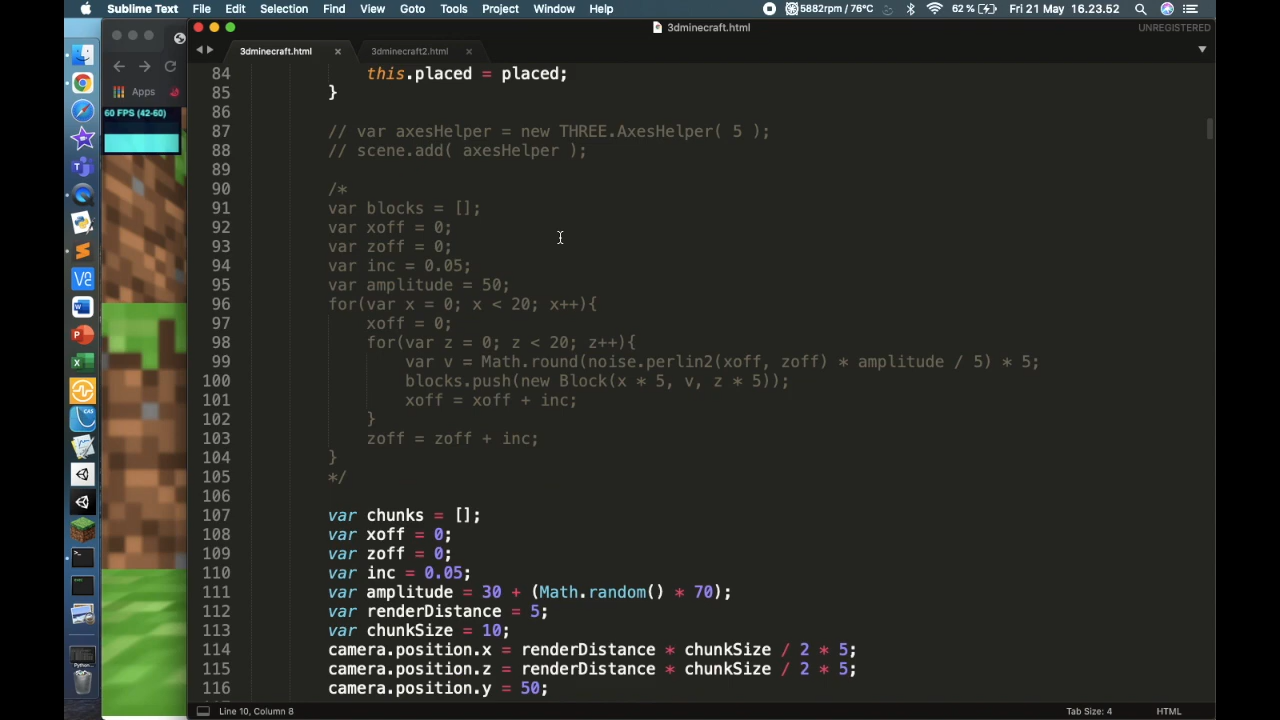 Sublime Text File Edit Selection Find View Goto Tools Project Window Help 5882rpm / 76°C 62% Fri 21 May 16.23.52
3dminecraft.html UNREGISTERED
3dminecraft.html × 3dminecraft2.html ×
Apps
60 FPS (42-60)
84 this.placed = placed;
85 }
86
87 // var axesHelper = new THREE.AxesHelper( 5 );
88 // scene.add( axesHelper );
89
90 /*
91 var blocks = [];
92 var xoff = 0;
93 var zoff = 0;
94 var inc = 0.05;
95 var amplitude = 50;
96 for(var x = 0; x < 20; x++){
97 xoff = 0;
98 for(var z = 0; z < 20; z++){
99 var v = Math.round(noise.perlin2(xoff, zoff) * amplitude / 5) * 5;
100 blocks.push(new Block(x * 5, v, z * 5));
101 xoff = xoff + inc;
102 }
103 zoff = zoff + inc;
104 }
105 */
106
107 var chunks = [];
108 var xoff = 0;
109 var zoff = 0;
110 var inc = 0.05;
111 var amplitude = 30 + (Math.random() * 70);
112 var renderDistance = 5;
113 var chunkSize = 10;
114 camera.position.x = renderDistance * chunkSize / 2 * 5;
115 camera.position.z = renderDistance * chunkSize / 2 * 5;
116 camera.position.y = 50;
Line 10, Column 8 Tab Size: 4 HTML